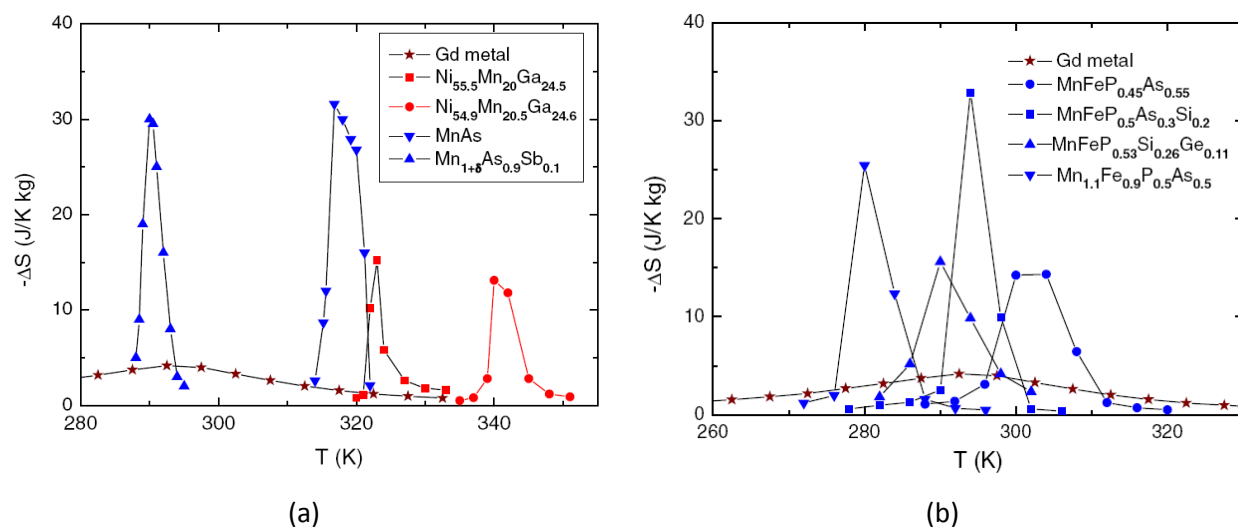 40
30
20
10
0
-ΔS (J/K kg)
280
300
320
340
T (K)
Gd metal
Ni55.5Mn20Ga24.5
Ni54.9Mn20.5Ga24.6
MnAs
Mn1+δAs0.9Sb0.1
(a)
40
30
20
10
0
-ΔS (J/K kg)
260
280
300
320
T (K)
Gd metal
MnFeP0.45As0.55
MnFeP0.5As0.3Si0.2
MnFeP0.53Si0.26Ge0.11
Mn1.1Fe0.9P0.5As0.5
(b)